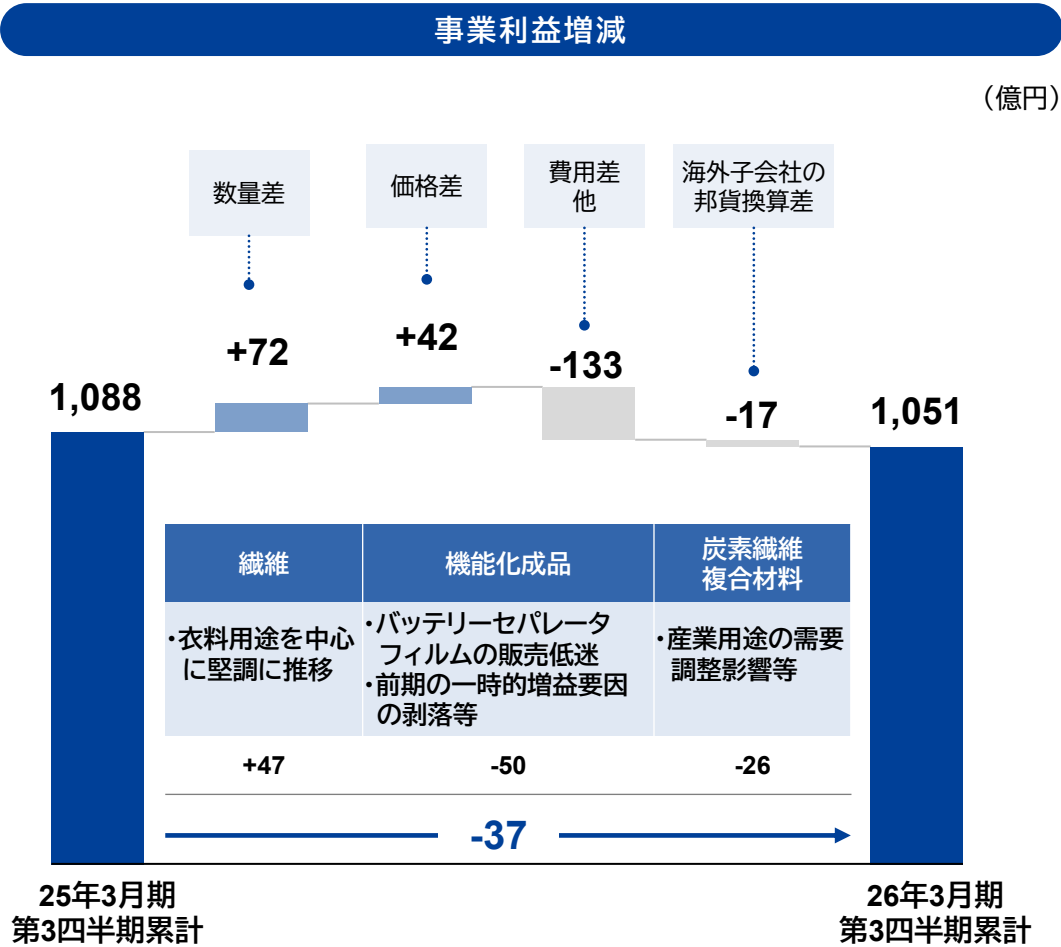 事業利益増減
（億円）
数量差
価格差
費用差
他
海外子会社の
邦貨換算差
+72
+42
-133
-17
1,088
1,051
繊維
機能化成品
炭素繊維
複合材料
・衣料用途を中心
に堅調に推移
・バッテリーセパレータ
フィルムの販売低迷
・前期の一時的増益要因
の剥落等
・産業用途の需要
調整影響等
+47
-50
-26
-37
25年3月期
第3四半期累計
26年3月期
第3四半期累計